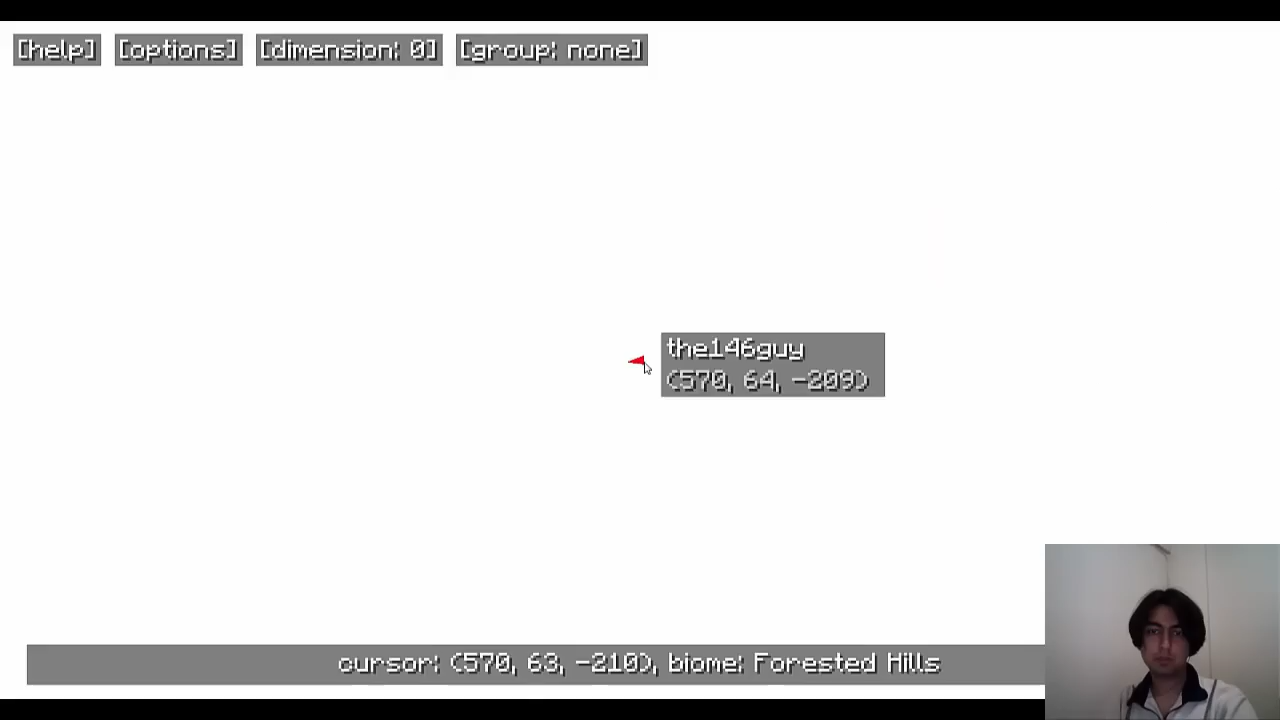 [help] [options] [dimension: 0] [group: none]
the146guy
(570, 64, -209)
cursor: (570, 63, -210), biome: Forested Hills